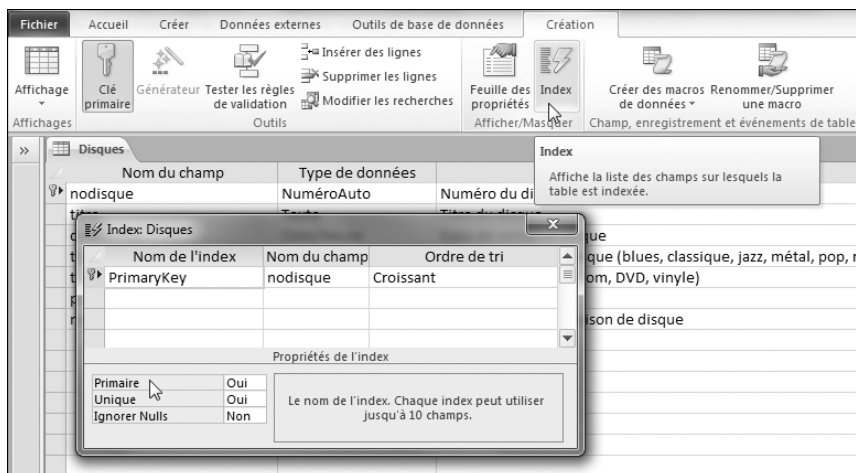 Fichier Accueil Créer Données externes Outils de base de données Création
Affichage
Clé primaire
Générateur
Tester les règles de validation
Insérer des lignes
Supprimer les lignes
Modifier les recherches
Feuille des propriétés
Index
Créer des macros de données
Renommer/Supprimer une macro
Affichages Outils Afficher/Masquer Champ, enregistrement et événements de table
Disques
Index
Affiche la liste des champs sur lesquels la
table est indexée.
Nom du champ Type de données
nodisque NuméroAuto Numéro du di
que
que (blues, classique, jazz, métal, pop, r
om, DVD, vinyle)
ison de disque
Index: Disques
Nom de l'index Nom du champ Ordre de tri
PrimaryKey nodisque Croissant
Propriétés de l'index
Primaire Oui
Unique Oui
Ignorer Nulls Non
Le nom de l'index. Chaque index peut utiliser
jusqu'à 10 champs.